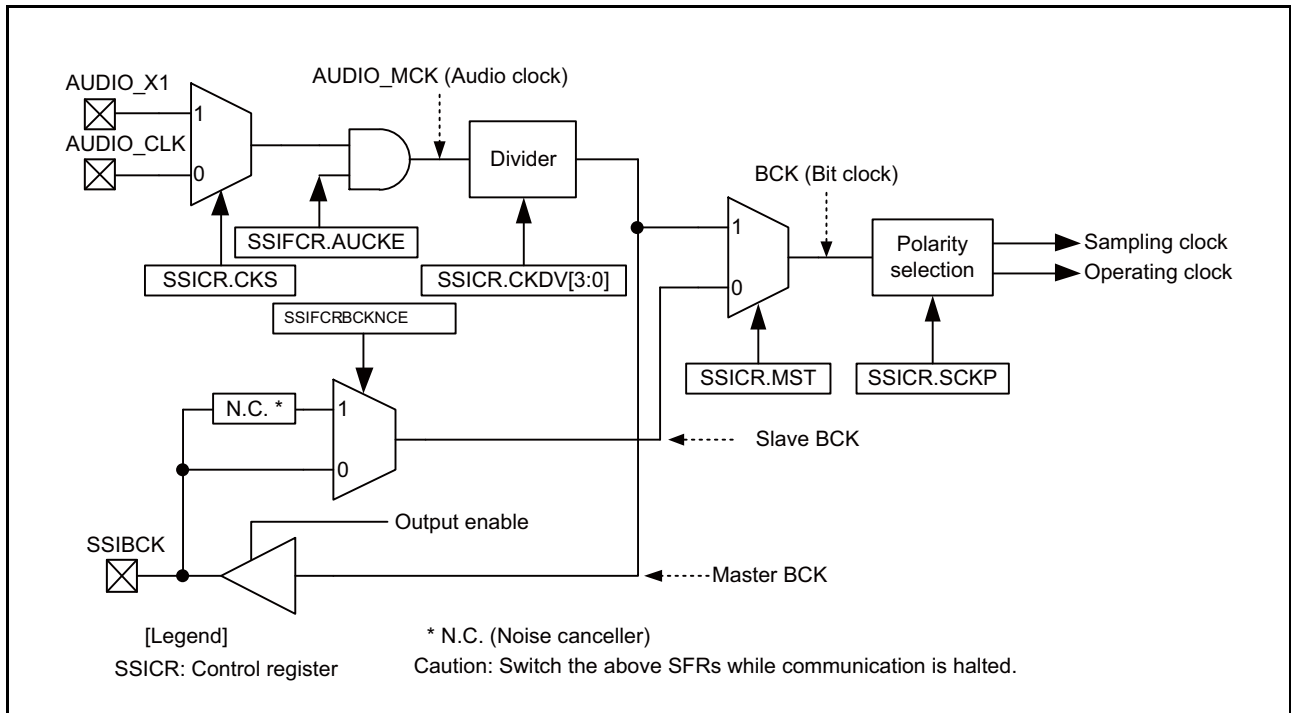 AUDIO_X1
AUDIO_CLK
1
0
AUDIO_MCK (Audio clock)
Divider
SSIFCR.AUCKE
SSICR.CKS
SSICR.CKDV[3:0]
BCK (Bit clock)
1
0
Polarity
selection
Sampling clock
Operating clock
SSIFCRBCKNCE
SSICR.MST
SSICR.SCKP
N.C. *
1
0
Slave BCK
Output enable
SSIBCK
Master BCK
[Legend]
SSICR: Control register
* N.C. (Noise canceller)
Caution: Switch the above SFRs while communication is halted.